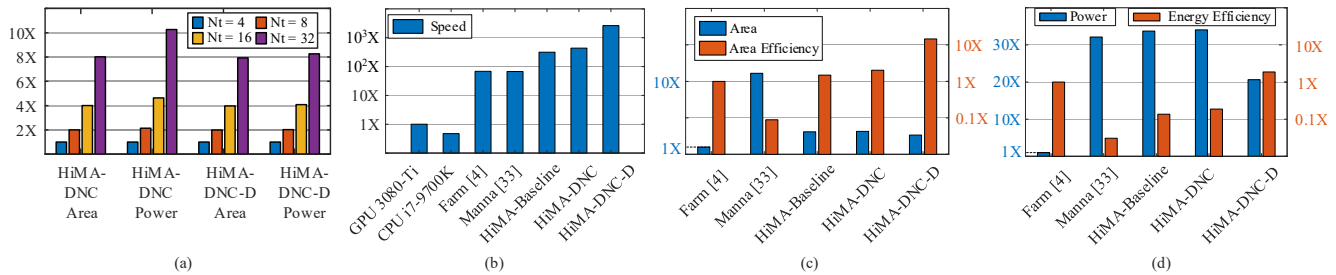 Nt = 4 Nt = 8
Nt = 16 Nt = 32
10X
8X
6X
4X
2X
HiMA-
DNC
Area
HiMA-
DNC
Power
HiMA-
DNC-D
Area
HiMA-
DNC-D
Power
(a)
Speed
10³X
10²X
10X
1X
GPU 3080-Ti
CPU i7-9700K
Farm [4]
Manna [33]
HiMA-Baseline
HiMA-DNC
HiMA-DNC-D
(b)
Area
Area Efficiency
10X
1X
10X
1X
0.1X
Farm [4]
Manna [33]
HiMA-Baseline
HiMA-DNC
HiMA-DNC-D
(c)
Power
Energy Efficiency
30X
20X
10X
1X
10X
1X
0.1X
Farm [4]
Manna [33]
HiMA-Baseline
HiMA-DNC
HiMA-DNC-D
(d)